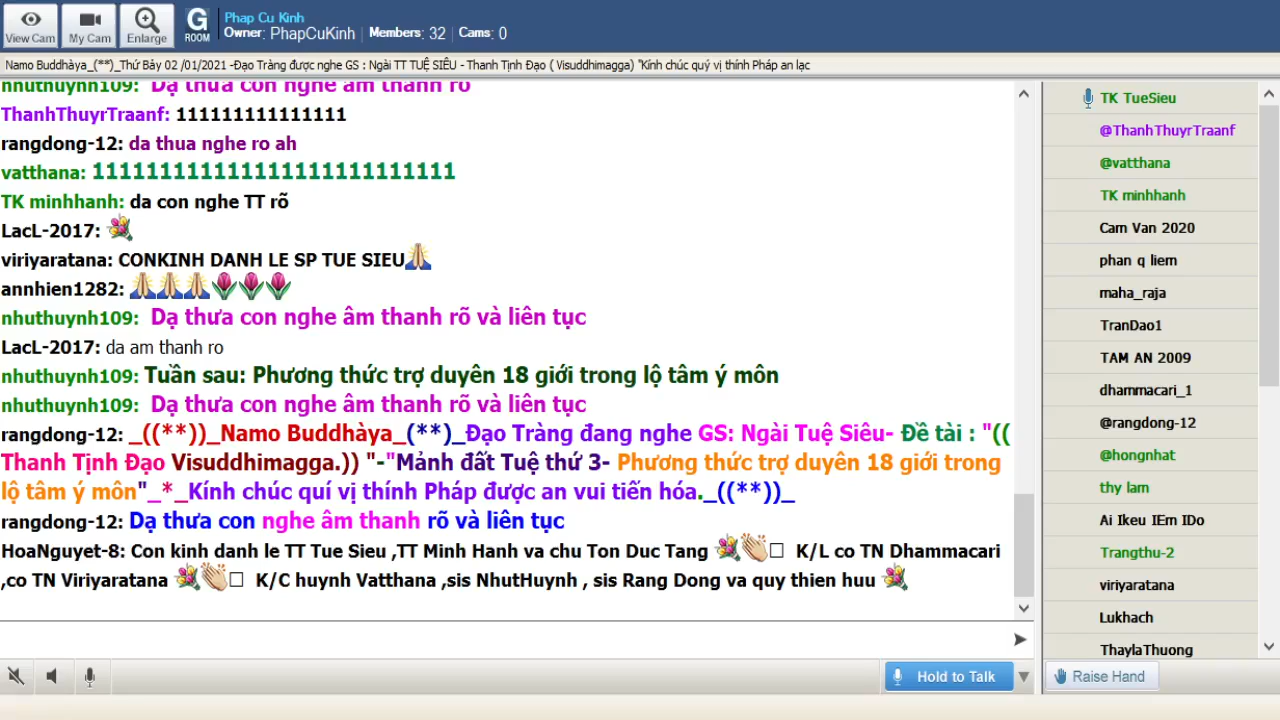 View Cam
My Cam
Enlarge
G
ROOM
Phap Cu Kinh
Owner: PhapCuKinh | Members: 32 | Cams: 0
Namo Buddhàya_(**)_Thứ Bảy 02 /01/2021 -Đạo Tràng được nghe GS : Ngài TT TUỆ SIÊU - Thanh Tịnh Đạo ( Visuddhimagga) "Kính chúc quý vị thính Pháp an lạc
nhuthuynh109: Dạ thưa con nghe âm thanh rõ
ThanhThuyrTraanf: 111111111111111
rangdong-12: da thua nghe ro ah
vatthana: 111111111111111111111111111
TK minhhanh: da con nghe TT rõ
LacL-2017: 💐
viriyaratana: CONKINH DANH LE SP TUE SIEU🙏
annhien1282: 🙏🙏🙏🌷🌷🌷
nhuthuynh109: Dạ thưa con nghe âm thanh rõ và liên tục
LacL-2017: da am thanh ro
nhuthuynh109: Tuần sau: Phương thức trợ duyên 18 giới trong lộ tâm ý môn
nhuthuynh109: Dạ thưa con nghe âm thanh rõ và liên tục
rangdong-12: _((**))_Namo Buddhàya_(**)_Đạo Tràng đang nghe GS: Ngài Tuệ Siêu- Đề tài : "((
Thanh Tịnh Đạo Visuddhimagga.)) "-"Mảnh đất Tuệ thứ 3- Phương thức trợ duyên 18 giới trong
lộ tâm ý môn"_*_Kính chúc quí vị thính Pháp được an vui tiến hóa._((**))_
rangdong-12: Dạ thưa con nghe âm thanh rõ và liên tục
HoaNguyet-8: Con kinh danh le TT Tue Sieu ,TT Minh Hanh va chu Ton Duc Tang 💐👏□ K/L co TN Dhammacari
,co TN Viriyaratana 💐👏□ K/C huynh Vatthana ,sis NhutHuynh , sis Rang Dong va quy thien huu 💐
Hold to Talk
TK TueSieu
@ThanhThuyrTraanf
@vatthana
TK minhhanh
Cam Van 2020
phan q liem
maha_raja
TranDao1
TAM AN 2009
dhammacari_1
@rangdong-12
@hongnhat
thy lam
Ai Ikeu IEm IDo
Trangthu-2
viriyaratana
Lukhach
ThaylaThuong
Raise Hand